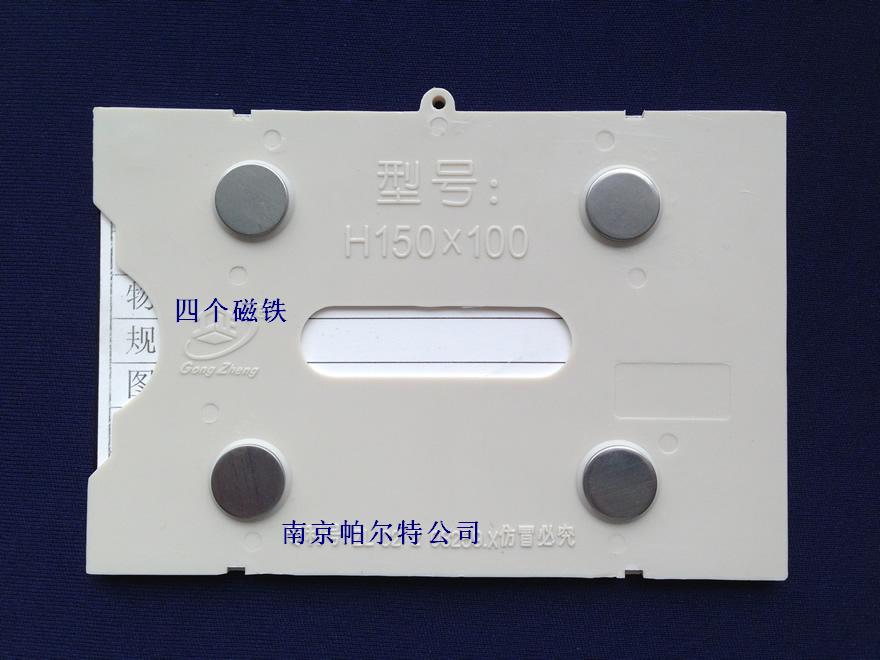 型号:
H150×100
物
四个磁铁
规
Gong Zheng
图
南京帕尔特公司
仿冒必究